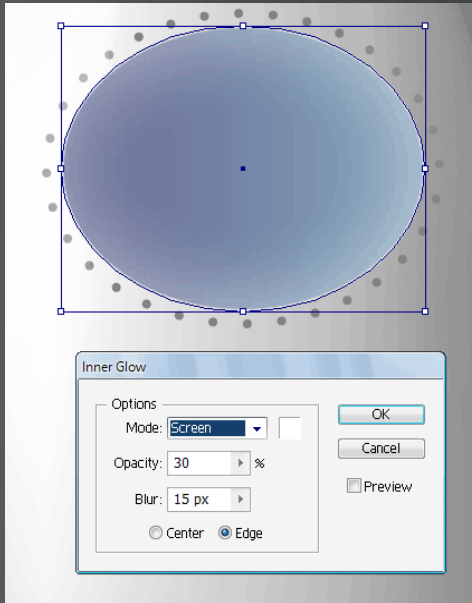 Inner Glow
Options
Mode: Screen
OK
Opacity: 30 %
Cancel
Blur: 15 px
Preview
Center Edge